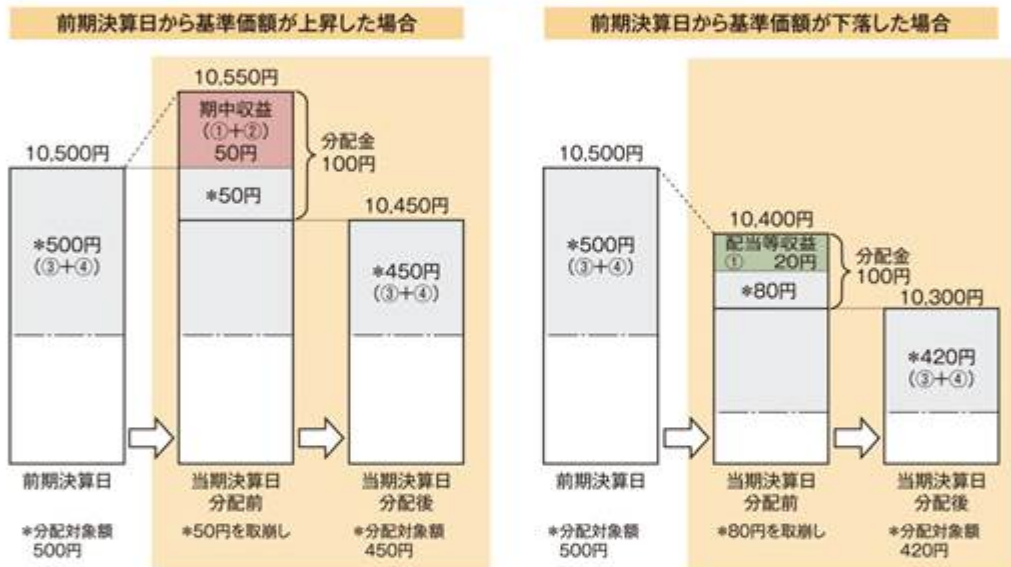 前期決算日から基準価額が上昇した場合
10,550円
期中収益
(①+②)
50円
分配金
100円
10,500円
*50円
10,450円
*500円
(③+④)
*450円
(③+④)
前期決算日
当期決算日
分配前
当期決算日
分配後
*分配対象額
500円
*50円を取崩し
*分配対象額
450円
前期決算日から基準価額が下落した場合
10,500円
10,400円
配当等収益
① 20円
分配金
100円
*500円
(③+④)
*80円
10,300円
*420円
(③+④)
前期決算日
当期決算日
分配前
当期決算日
分配後
*分配対象額
500円
*80円を取崩し
*分配対象額
420円